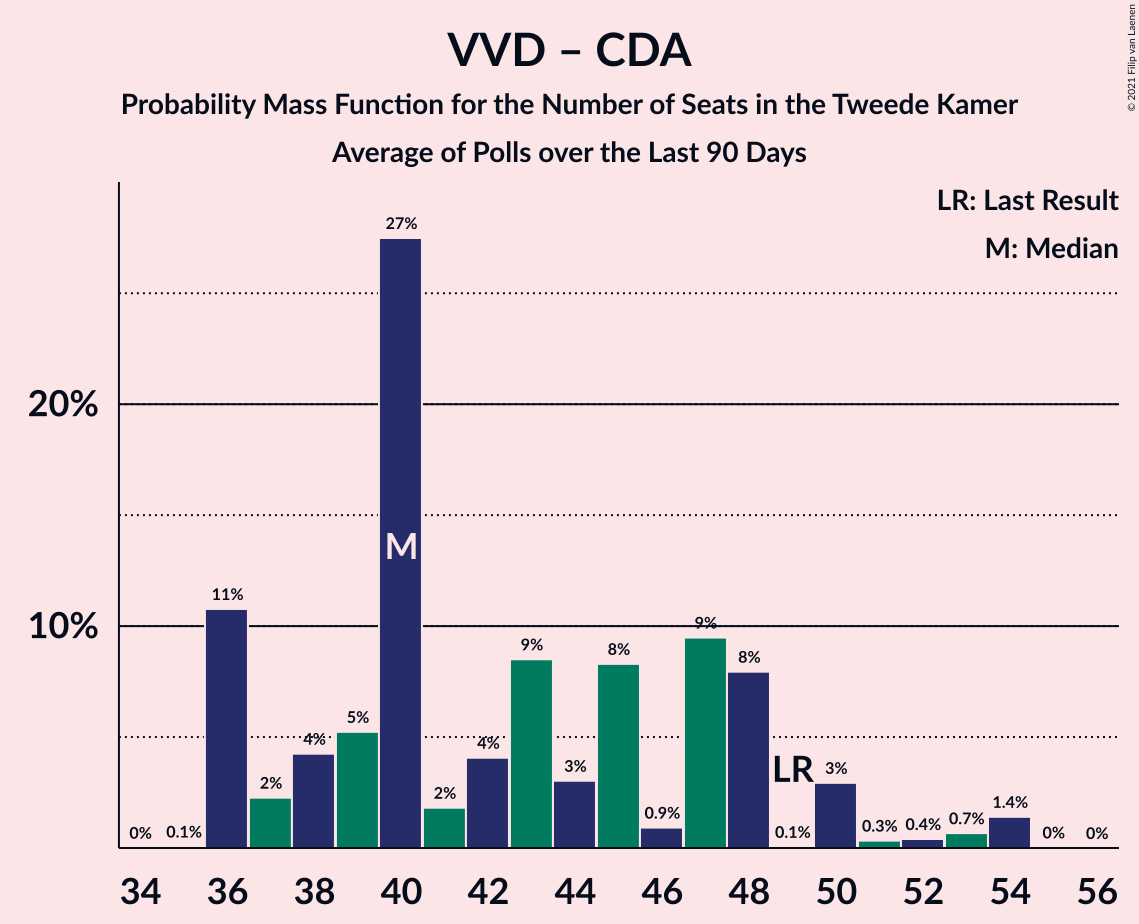 VVD – CDA
Probability Mass Function for the Number of Seats in the Tweede Kamer
Average of Polls over the Last 90 Days
© 2021 Filip van Laenen
LR: Last Result
M: Median
20%
10%
0%
0.1%
11%
2%
4%
5%
27%
M
2%
4%
9%
3%
8%
0.9%
9%
8%
LR
0.1%
3%
0.3%
0.4%
0.7%
1.4%
0%
0%
34 36 38 40 42 44 46 48 50 52 54 56